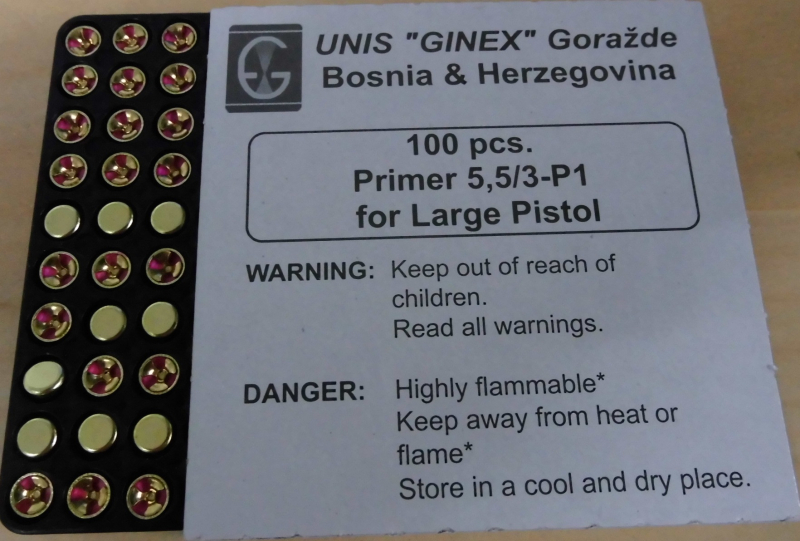 UNIS "GINEX" Goražde
Bosnia & Herzegovina
100 pcs.
Primer 5,5/3-P1
for Large Pistol
WARNING: Keep out of reach of
children.
Read all warnings.
DANGER: Highly flammable*
Keep away from heat or
flame*
Store in a cool and dry place.